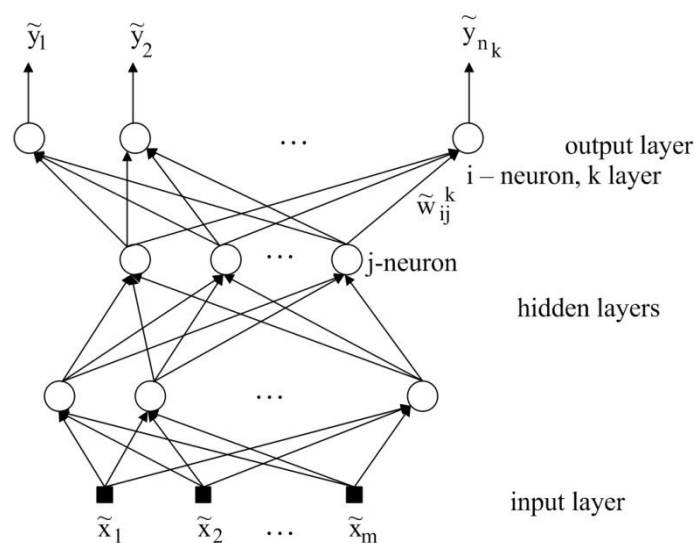 ỹ₁ ỹ₂ ỹₙₖ
...
output layer
i – neuron, k layer
w̃ᵢⱼᵏ
... j-neuron
hidden layers
...
input layer
x̃₁ x̃₂ ... x̃ₘ